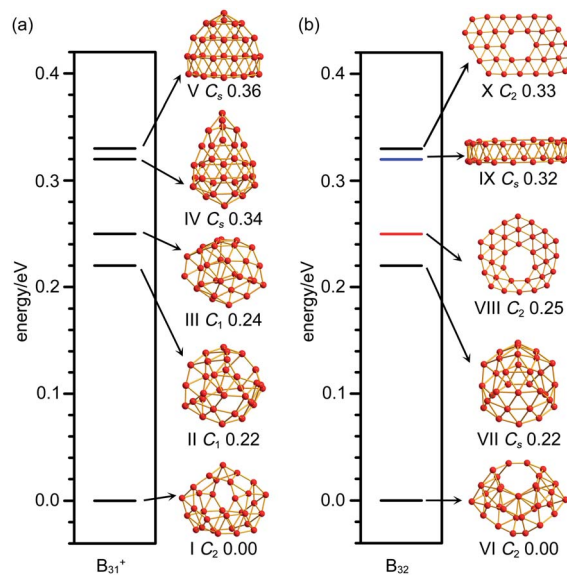 (a)
energy/eV
0.4
0.3
0.2
0.1
0.0
V Cs 0.36
IV Cs 0.34
III C1 0.24
II C1 0.22
I C2 0.00
B31+
(b)
energy/eV
0.4
0.3
0.2
0.1
0.0
X C2 0.33
IX Cs 0.32
VIII C2 0.25
VII Cs 0.22
VI C2 0.00
B32